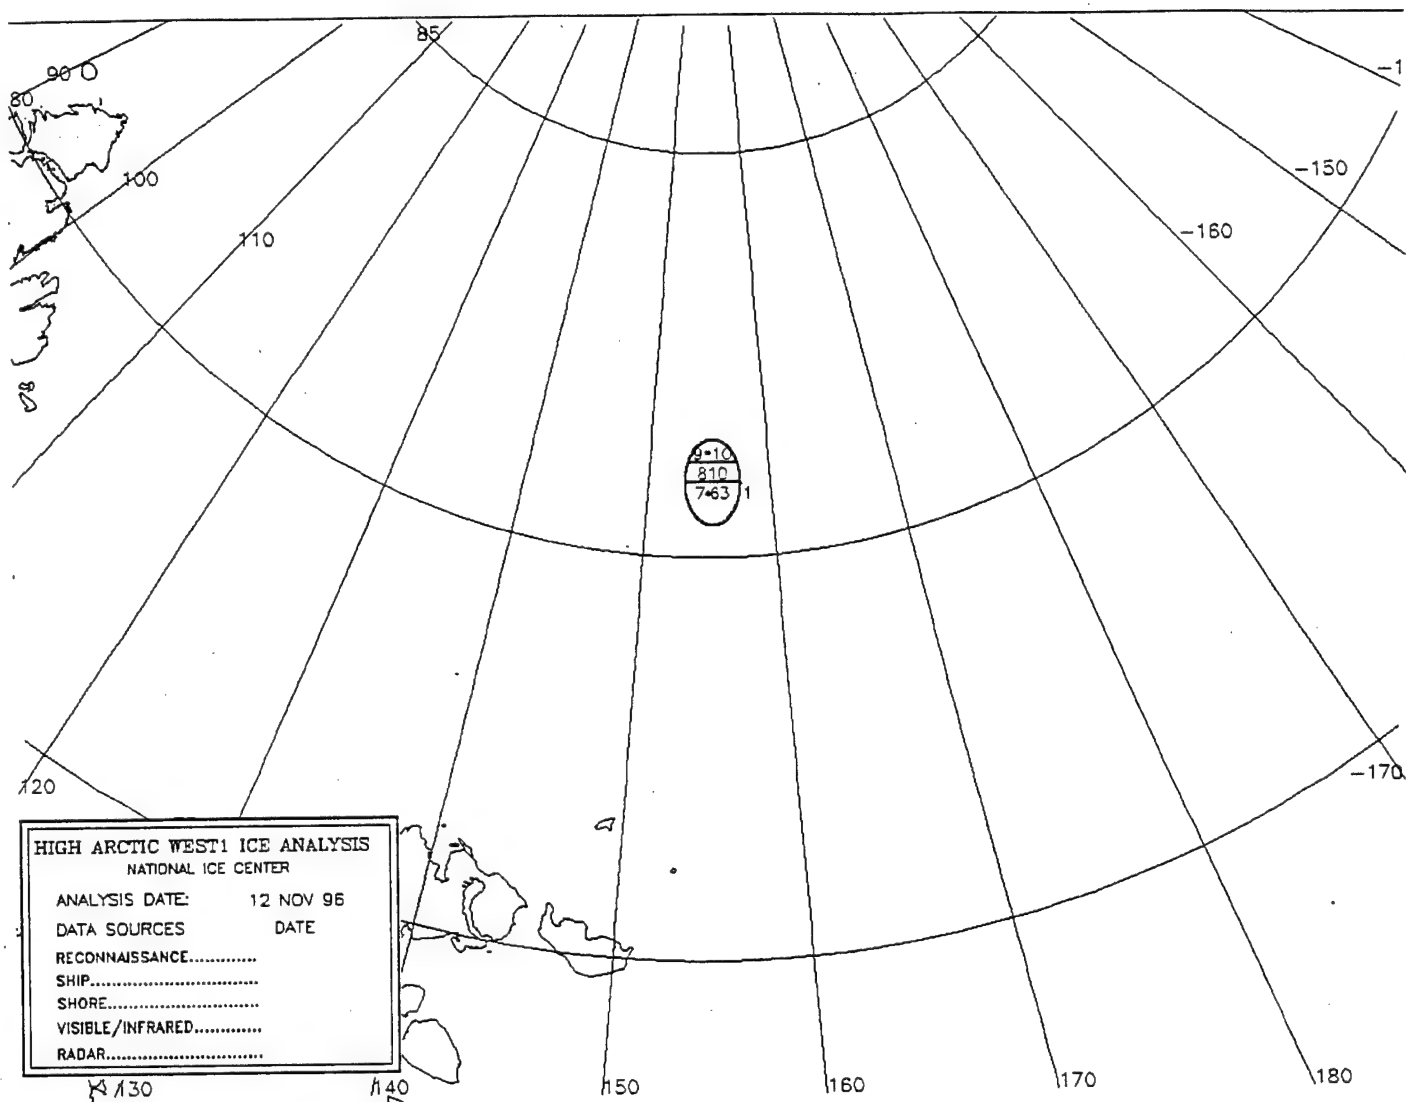 85
90
-1
80
-150
100
-160
110
9-10
810
7•63 1
120
-170
HIGH ARCTIC WEST1 ICE ANALYSIS
NATIONAL ICE CENTER
ANALYSIS DATE: 12 NOV 96
DATA SOURCES DATE
RECONNAISSANCE.............
SHIP...............................
SHORE............................
VISIBLE/INFRARED.............
RADAR.............................
130 140 150 160 170 180